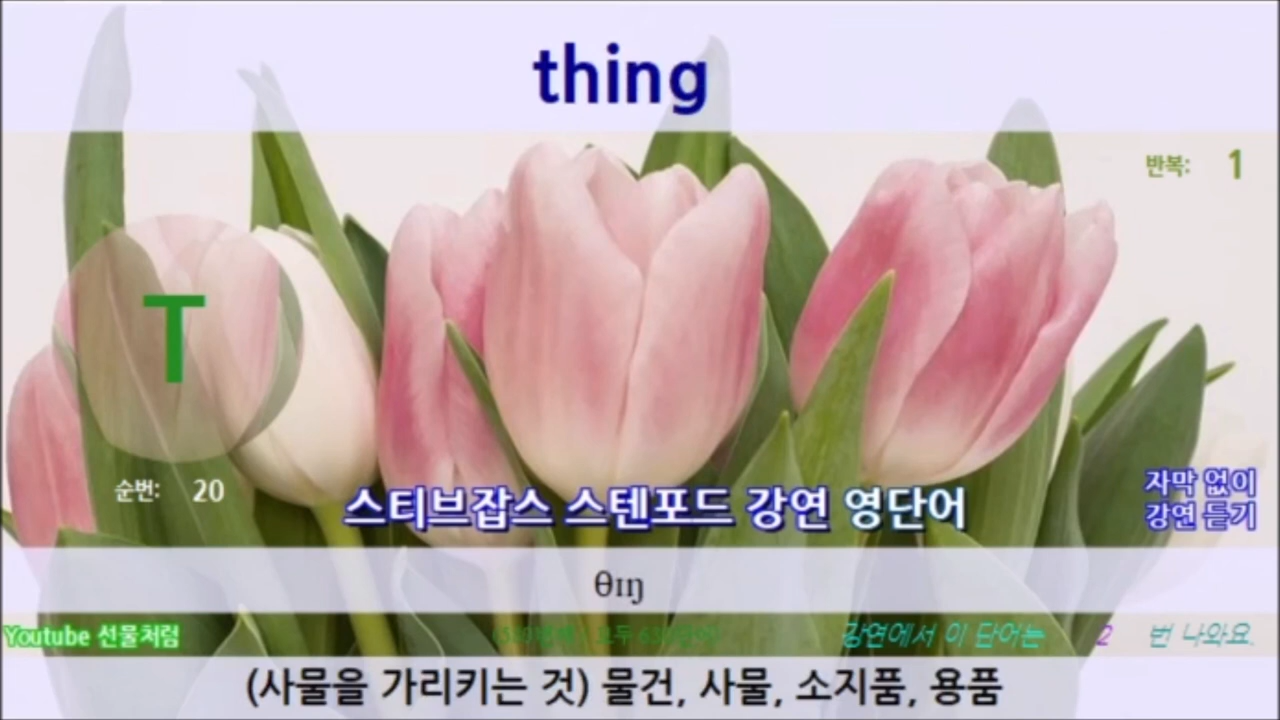 thing
반복: 1
T
순번: 20
스티브잡스 스텐포드 강연 영단어
자막 없이
강연 듣기
θɪŋ
Youtube 선물처럼
강연에서 이 단어는 2 번 나와요.
(사물을 가리키는 것) 물건, 사물, 소지품, 용품